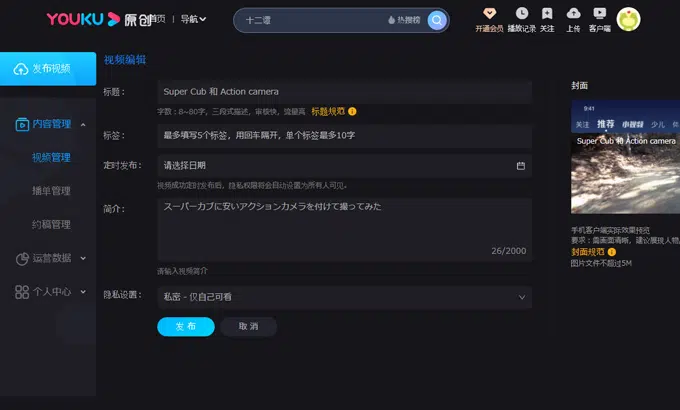 YOUKU 原创
首页 | 导航
十二谭
热搜榜
开通会员
播放记录
关注
上传
客户端
发布视频
视频编辑
标题：
Super Cub 和 Action camera
字数：8~80字，三段式描述，审核快，流量高 标题规范
内容管理
标签：
最多填写5个标签，用回车隔开，单个标签最多10字
视频管理
定时发布：
请选择日期
视频成功定时发布后，隐私权限将会自动设置为所有人可见。
播单管理
简介：
スーパーカブに安いアクションカメラを付けて撮ってみた
26/2000
约稿管理
请输入视频简介
运营数据
隐私设置：
私密 - 仅自己可看
个人中心
发 布
取 消
封面
9:41
关注 推荐 电视剧 少儿
Super Cub 和 Action camera
手机客户端实际效果预览
要求：需画面清晰，建议展现人物、
封面规范
图片文件不超过5M